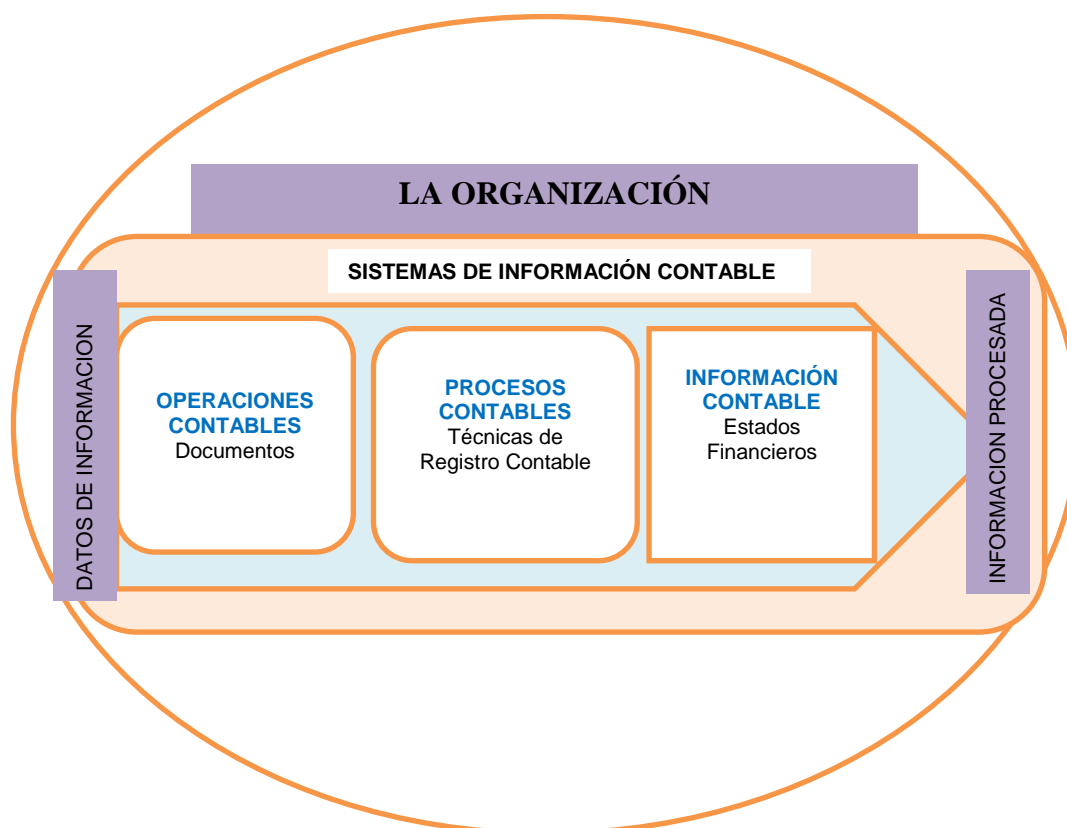 LA ORGANIZACIÓN
SISTEMAS DE INFORMACIÓN CONTABLE
DATOS DE INFORMACION
OPERACIONES
CONTABLES
Documentos
PROCESOS
CONTABLES
Técnicas de
Registro Contable
INFORMACIÓN
CONTABLE
Estados
Financieros
INFORMACION PROCESADA